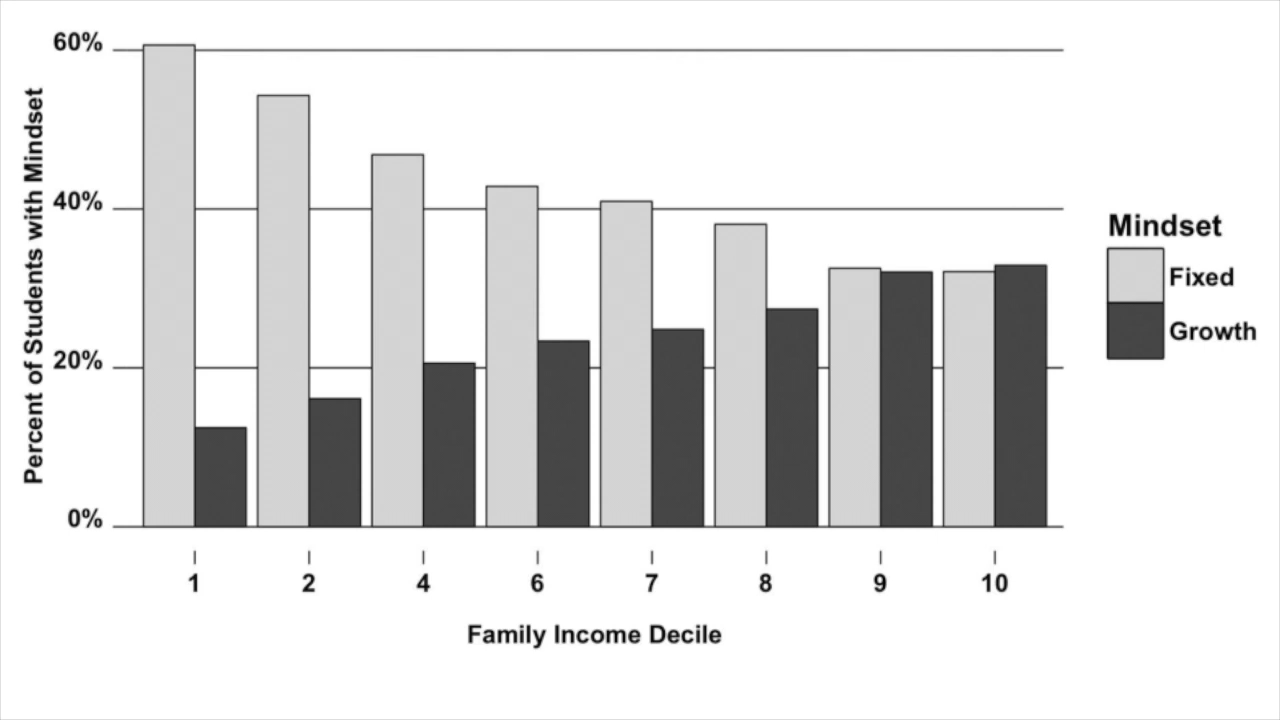 60%
40%
20%
0%
Percent of Students with Mindset
1 2 4 6 7 8 9 10
Family Income Decile
Mindset
Fixed
Growth